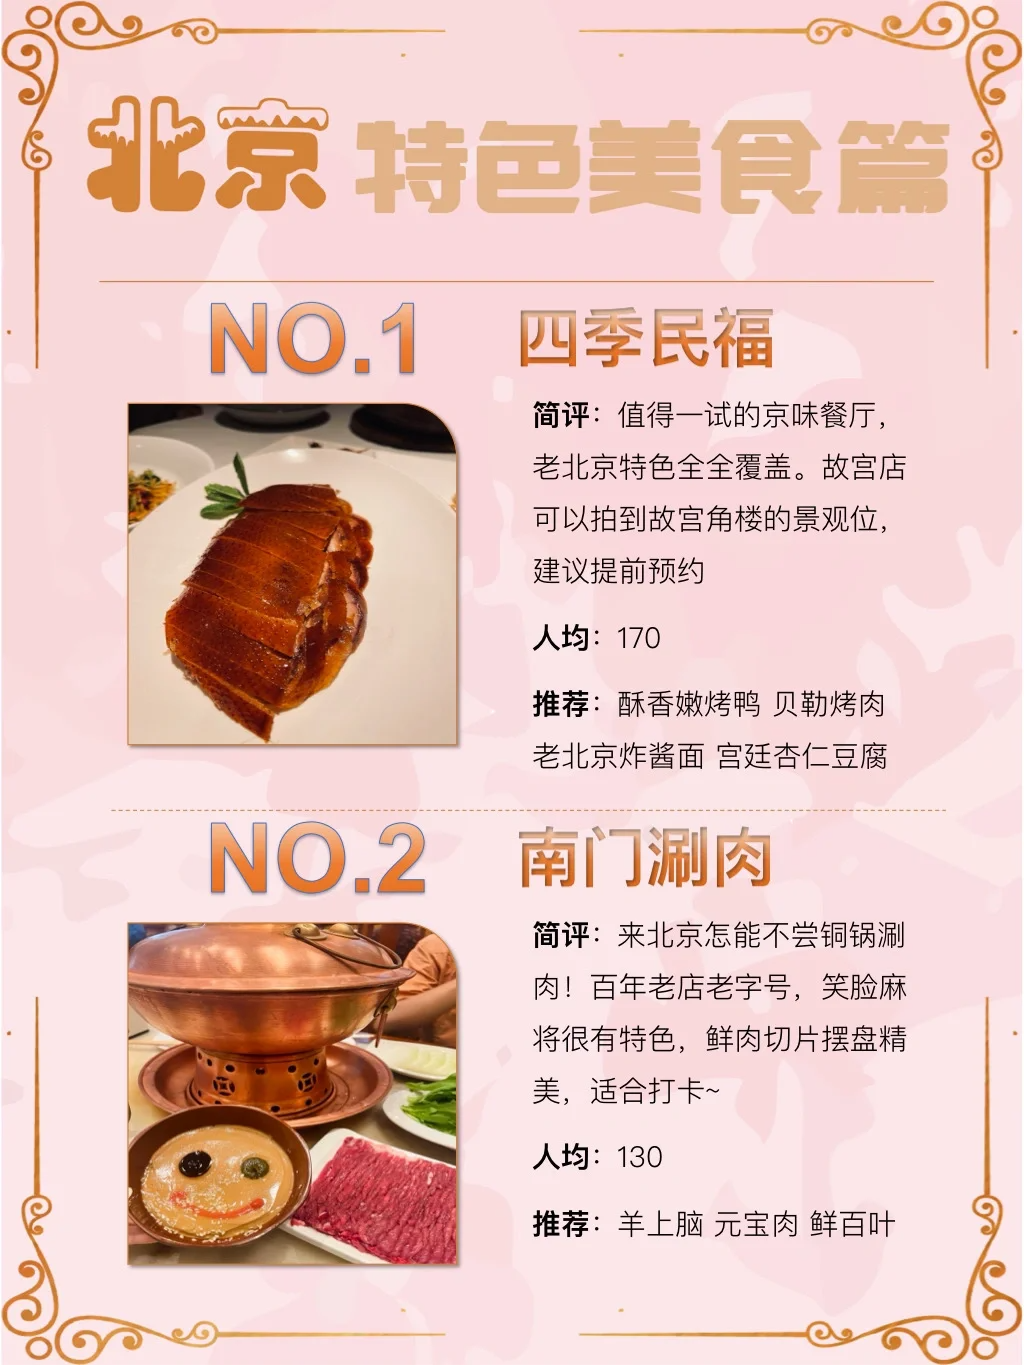 北京特色美食篇
NO.1
四季民福
简评：值得一试的京味餐厅，
老北京特色全全覆盖。故宫店
可以拍到故宫角楼的景观位，
建议提前预约
人均：170
推荐：酥香嫩烤鸭 贝勒烤肉
老北京炸酱面 宫廷杏仁豆腐
NO.2
南门涮肉
简评：来北京怎能不尝铜锅涮
肉！百年老店老字号，笑脸麻
将很有特色，鲜肉切片摆盘精
美，适合打卡~
人均：130
推荐：羊上脑 元宝肉 鲜百叶